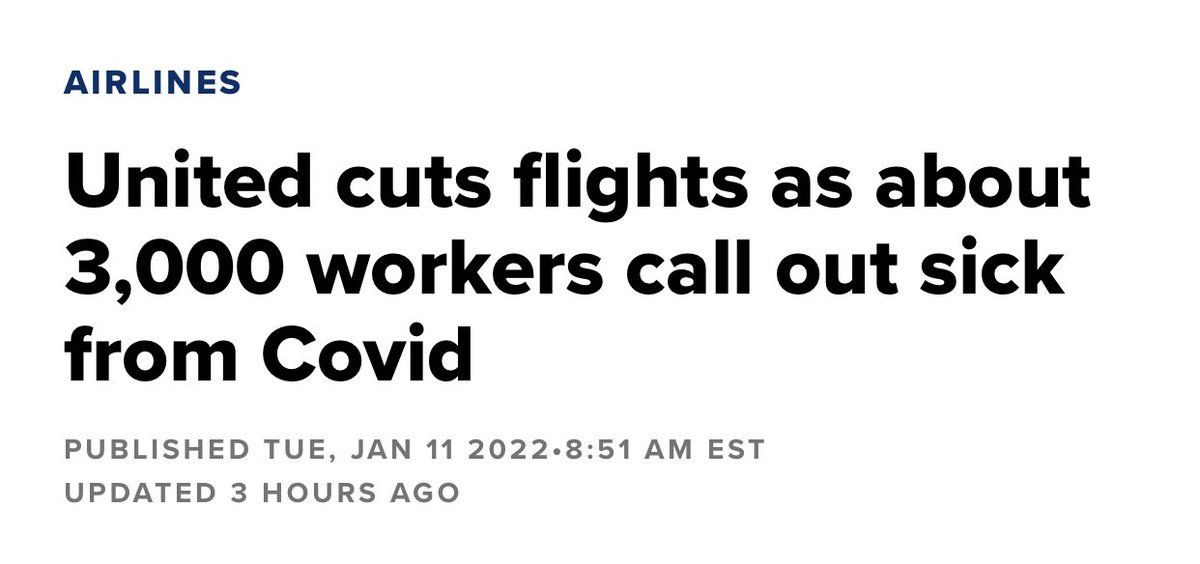 AIRLINES
United cuts flights as about
3,000 workers call out sick
from Covid
PUBLISHED TUE, JAN 11 2022•8:51 AM EST
UPDATED 3 HOURS AGO